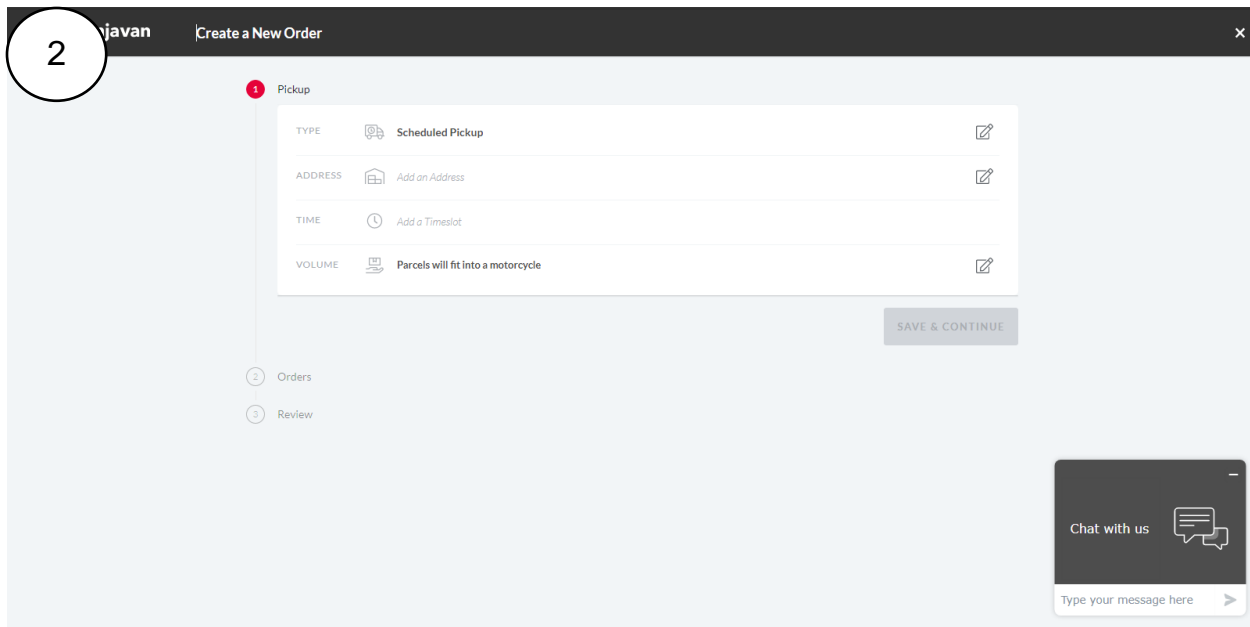 2
javan
Create a New Order
×
1 Pickup
TYPE Scheduled Pickup
ADDRESS Add an Address
TIME Add a Timeslot
VOLUME Parcels will fit into a motorcycle
SAVE & CONTINUE
2 Orders
3 Review
Chat with us
Type your message here